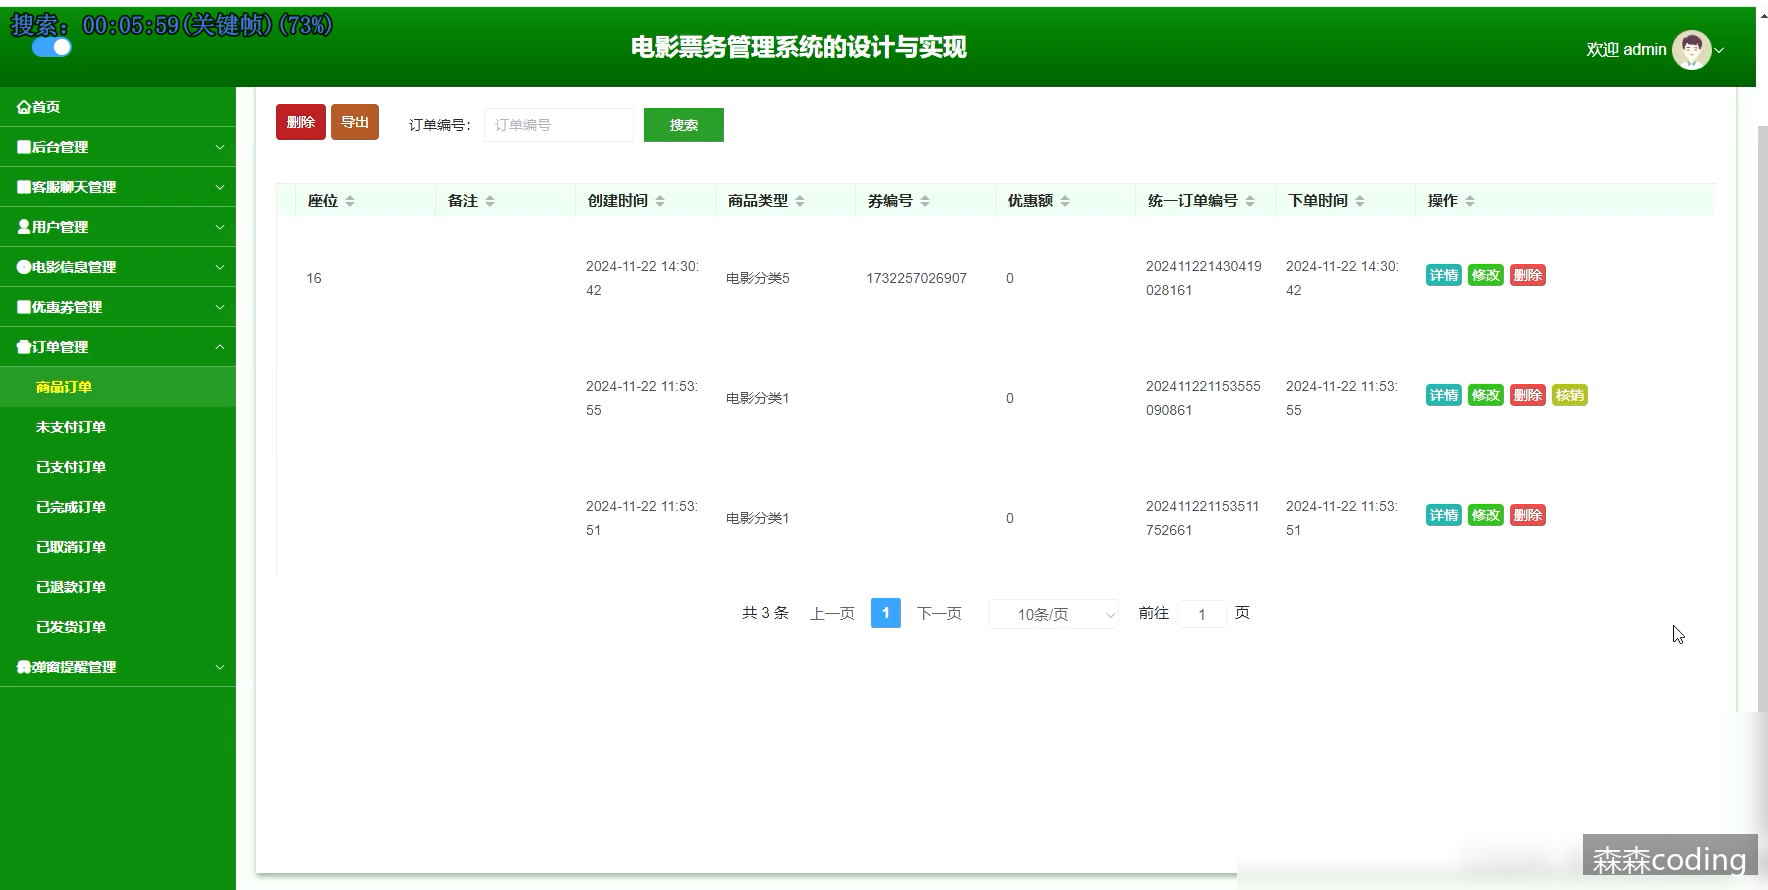 搜索: 00:05:59(关键帧)(73%)
电影票务管理系统的设计与实现
欢迎 admin
首页
后台管理
客服聊天管理
用户管理
电影信息管理
优惠券管理
订单管理
商品订单
未支付订单
已支付订单
已完成订单
已取消订单
已退款订单
已发货订单
弹窗提醒管理
删除 导出 订单编号: 订单编号 搜索
座位 备注 创建时间 商品类型 券编号 优惠额 统一订单编号 下单时间 操作
16 2024-11-22 14:30:42 电影分类5 1732257026907 0 202411221430419028161 2024-11-22 14:30:42 详情 修改 删除
2024-11-22 11:53:55 电影分类1 0 202411221153555090861 2024-11-22 11:53:55 详情 修改 删除 核销
2024-11-22 11:53:51 电影分类1 0 202411221153511752661 2024-11-22 11:53:51 详情 修改 删除
共 3 条 上一页 1 下一页 10条/页 前往 1 页
森森coding